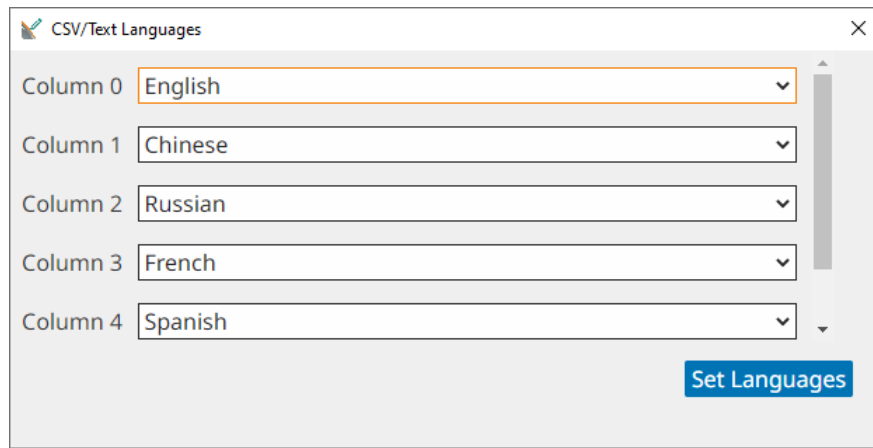 CSV/Text Languages
Column 0 English
Column 1 Chinese
Column 2 Russian
Column 3 French
Column 4 Spanish
Set Languages